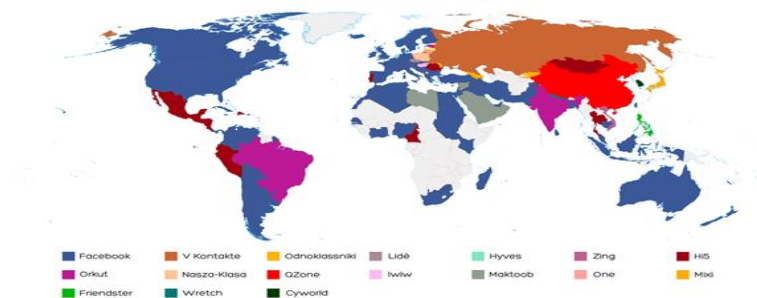 Facebook V Kontakte Odnoklassniki Lidé Hyves Zing Hi5
Orkut Nasza-Klasa QZone Iwiw Maktoob One Mixi
Friendster Wretch Cyworld